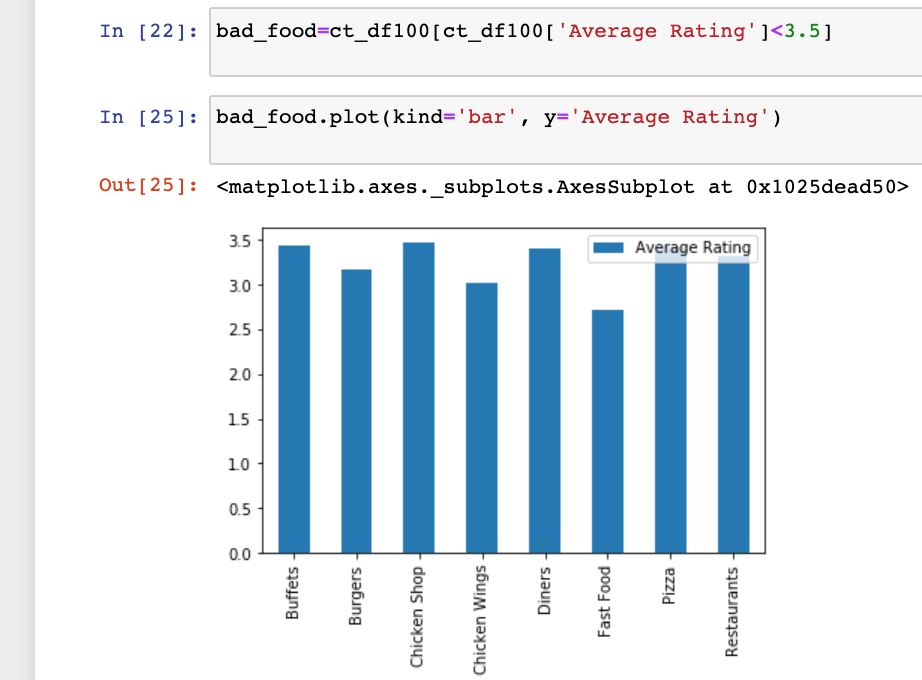 In [22]: bad_food=ct_df100[ct_df100['Average Rating']<3.5]
In [25]: bad_food.plot(kind='bar', y='Average Rating')
Out[25]: <matplotlib.axes._subplots.AxesSubplot at 0x1025dead50>
Average Rating
3.5
3.0
2.5
2.0
1.5
1.0
0.5
0.0
Buffets
Burgers
Chicken Shop
Chicken Wings
Diners
Fast Food
Pizza
Restaurants